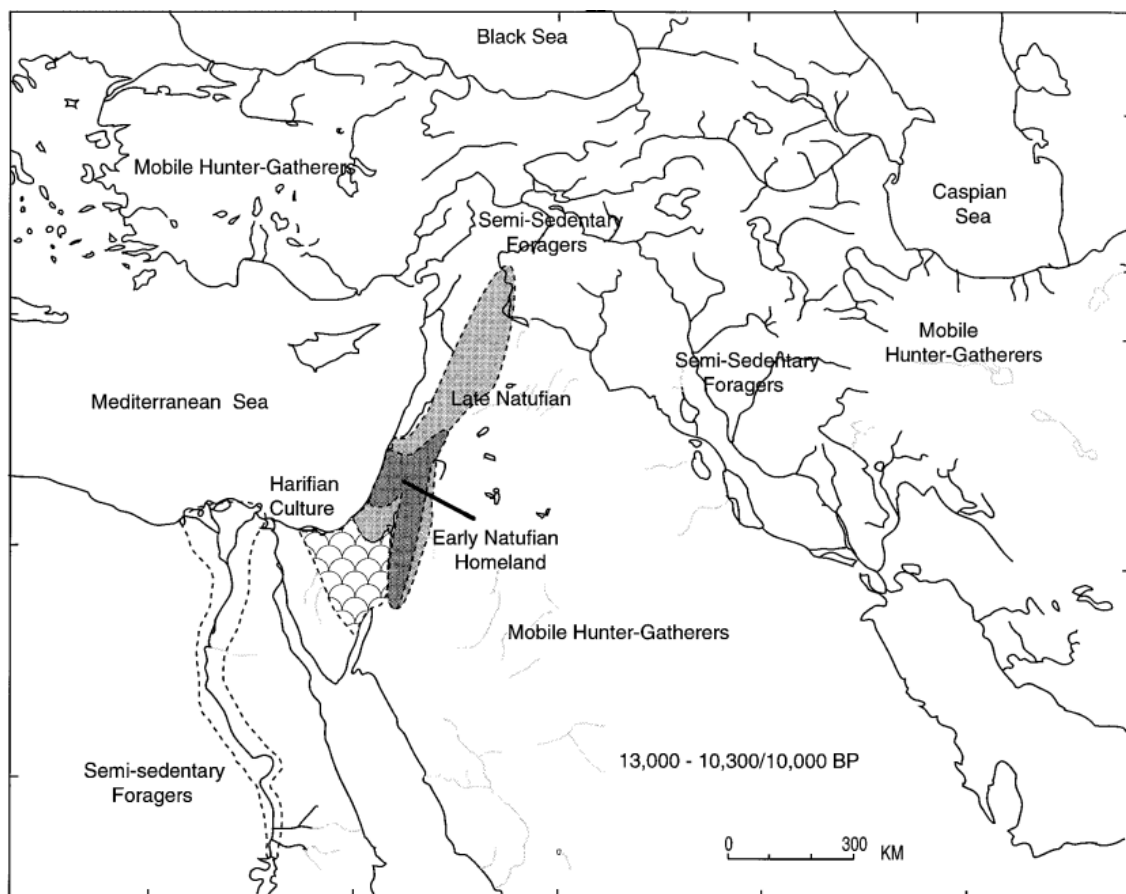 Black Sea
Mobile Hunter-Gatherers
Caspian
Sea
Semi-Sedentary
Foragers
Mobile
Hunter-Gatherers
Semi-Sedentary
Foragers
Mediterranean Sea
Late Natufian
Harifian
Culture
Early Natufian
Homeland
Mobile Hunter-Gatherers
13,000 - 10,300/10,000 BP
Semi-sedentary
Foragers
0 300 KM